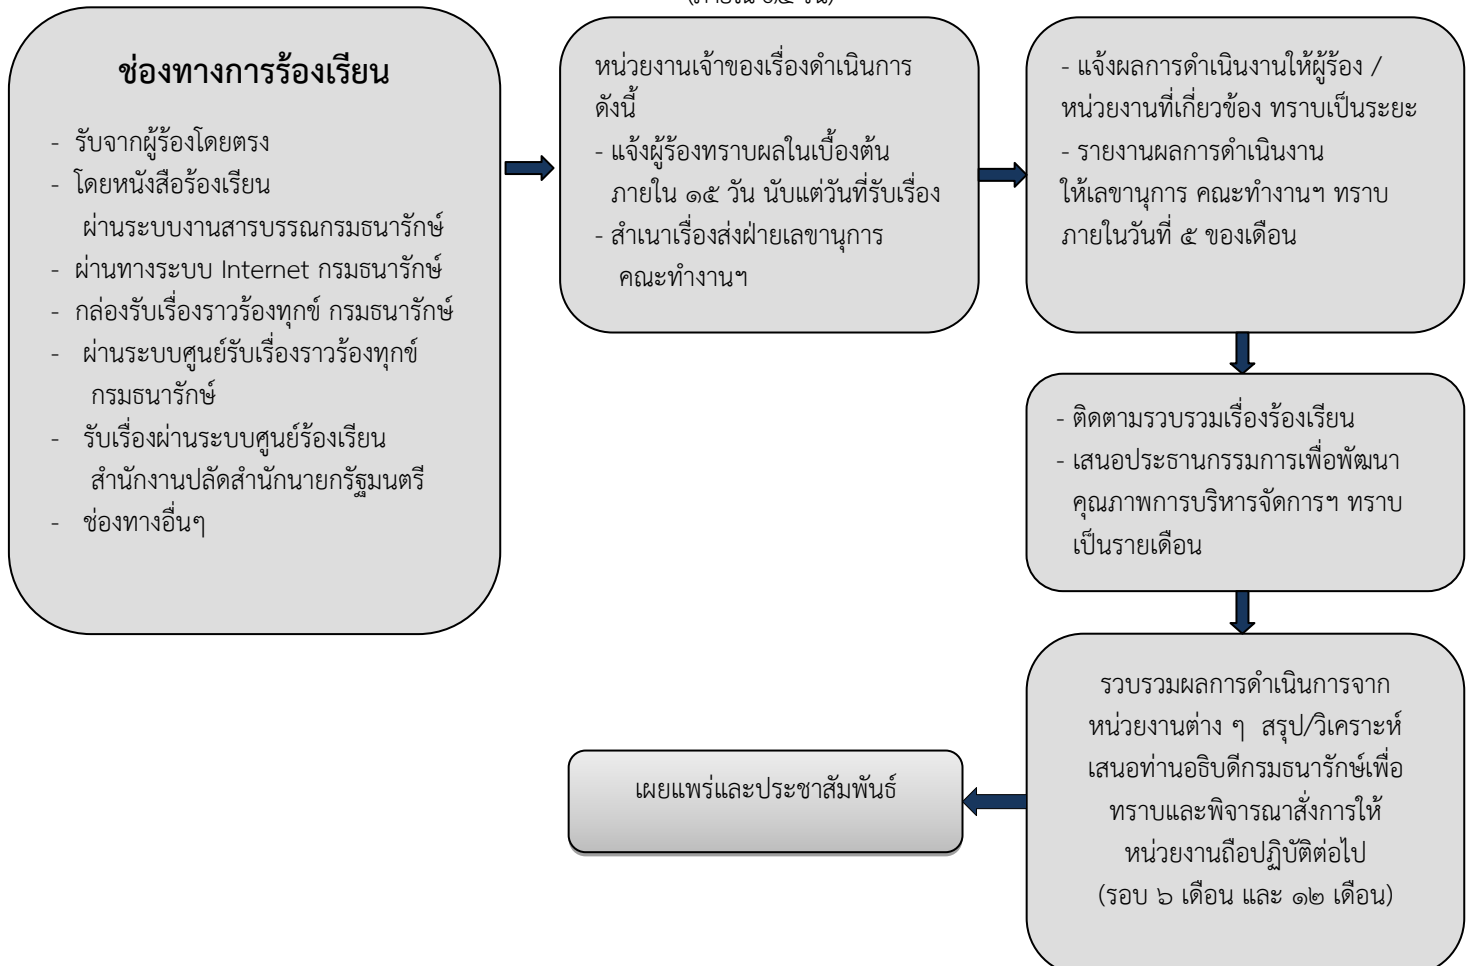 ช่องทางการร้องเรียน
- รับจากผู้ร้องโดยตรง
- โดยหนังสือร้องเรียน
ผ่านระบบงานสารบรรณกรมธนารักษ์
- ผ่านทางระบบ Internet กรมธนารักษ์
- กล่องรับเรื่องราวร้องทุกข์ กรมธนารักษ์
- ผ่านระบบศูนย์รับเรื่องราวร้องทุกข์
กรมธนารักษ์
- รับเรื่องผ่านระบบศูนย์ร้องเรียน
สำนักงานปลัดสำนักนายกรัฐมนตรี
- ช่องทางอื่นๆ
หน่วยงานเจ้าของเรื่องดำเนินการ
ดังนี้
- แจ้งผู้ร้องทราบผลในเบื้องต้น
ภายใน ๑๕ วัน นับแต่วันที่รับเรื่อง
- สำเนาเรื่องส่งฝ่ายเลขานุการ
คณะทำงานฯ
- แจ้งผลการดำเนินงานให้ผู้ร้อง /
หน่วยงานที่เกี่ยวข้อง ทราบเป็นระยะ
- รายงานผลการดำเนินงาน
ให้เลขานุการ คณะทำงานฯ ทราบ
ภายในวันที่ ๕ ของเดือน
- ติดตามรวบรวมเรื่องร้องเรียน
- เสนอประธานกรรมการเพื่อพัฒนา
คุณภาพการบริหารจัดการฯ ทราบ
เป็นรายเดือน
รวบรวมผลการดำเนินการจาก
หน่วยงานต่าง ๆ สรุป/วิเคราะห์
เสนอท่านอธิบดีกรมธนารักษ์เพื่อ
ทราบและพิจารณาสั่งการให้
หน่วยงานถือปฏิบัติต่อไป
(รอบ ๖ เดือน และ ๑๒ เดือน)
เผยแพร่และประชาสัมพันธ์